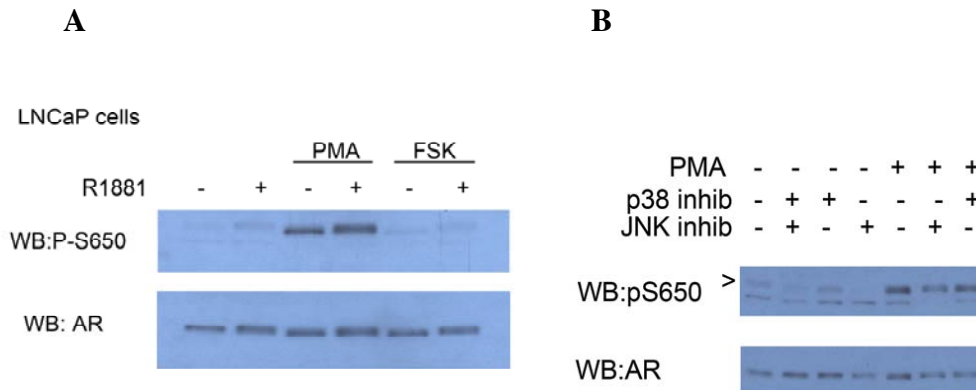 A
B
LNCaP cells
PMA FSK
R1881 - + - + - +
WB:P-S650
WB: AR
PMA - - - - + + +
p38 inhib - + + - - - +
JNK inhib - + - + - + -
WB:pS650 >
WB:AR